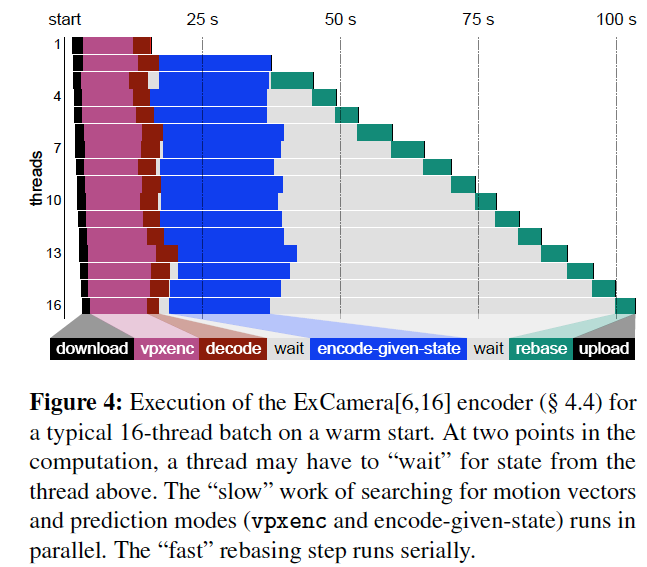 start 25 s 50 s 75 s 100 s
1
4
7
threads
10
13
16
download vpxenc decode wait encode-given-state wait rebase upload
Figure 4: Execution of the ExCamera[6,16] encoder (§ 4.4) for
a typical 16-thread batch on a warm start. At two points in the
computation, a thread may have to “wait” for state from the
thread above. The “slow” work of searching for motion vectors
and prediction modes (vpxenc and encode-given-state) runs in
parallel. The “fast” rebasing step runs serially.